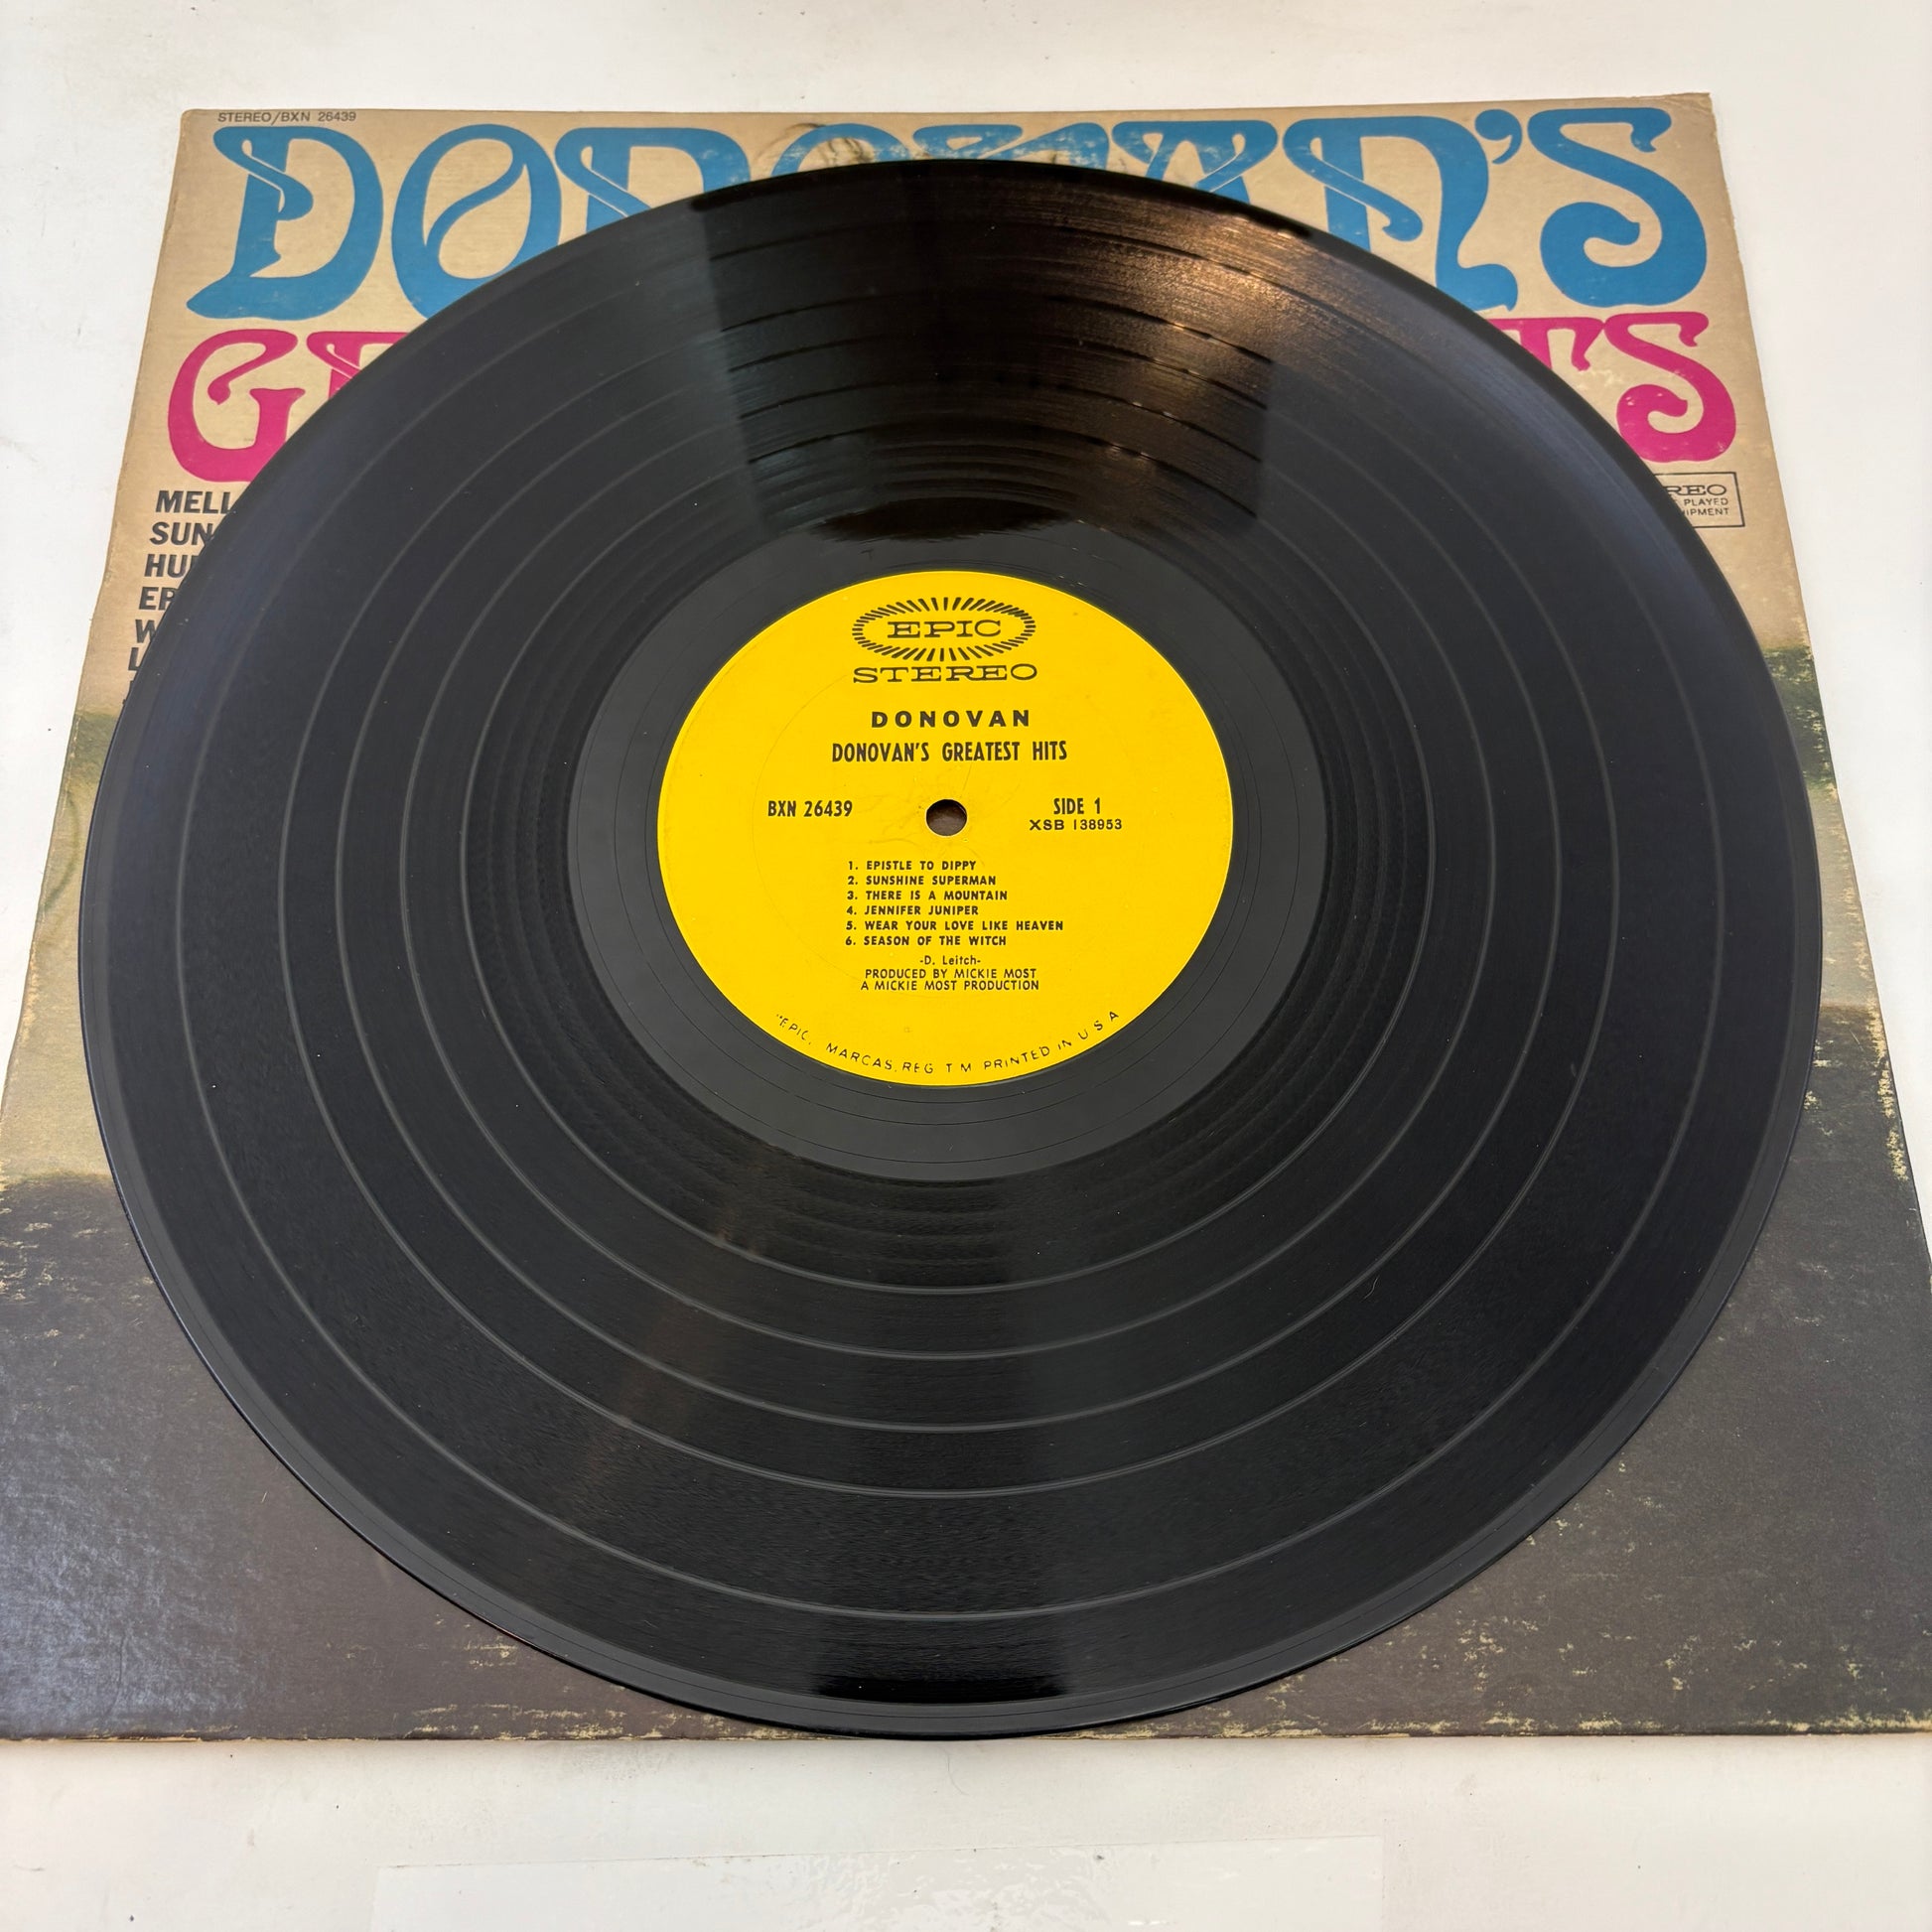 STEREO/BXN 26439
EPIC
STEREO
DONOVAN
DONOVAN'S GREATEST HITS
BXN 26439
SIDE 1
XSB 138953
1. EPISTLE TO DIPPY
2. SUNSHINE SUPERMAN
3. THERE IS A MOUNTAIN
4. JENNIFER JUNIPER
5. WEAR YOUR LOVE LIKE HEAVEN
6. SEASON OF THE WITCH
-D. Leitch-
PRODUCED BY MICKIE MOST
A MICKIE MOST PRODUCTION
"EPIC, MARCAS REG T M PRINTED IN U S A
PLAYED